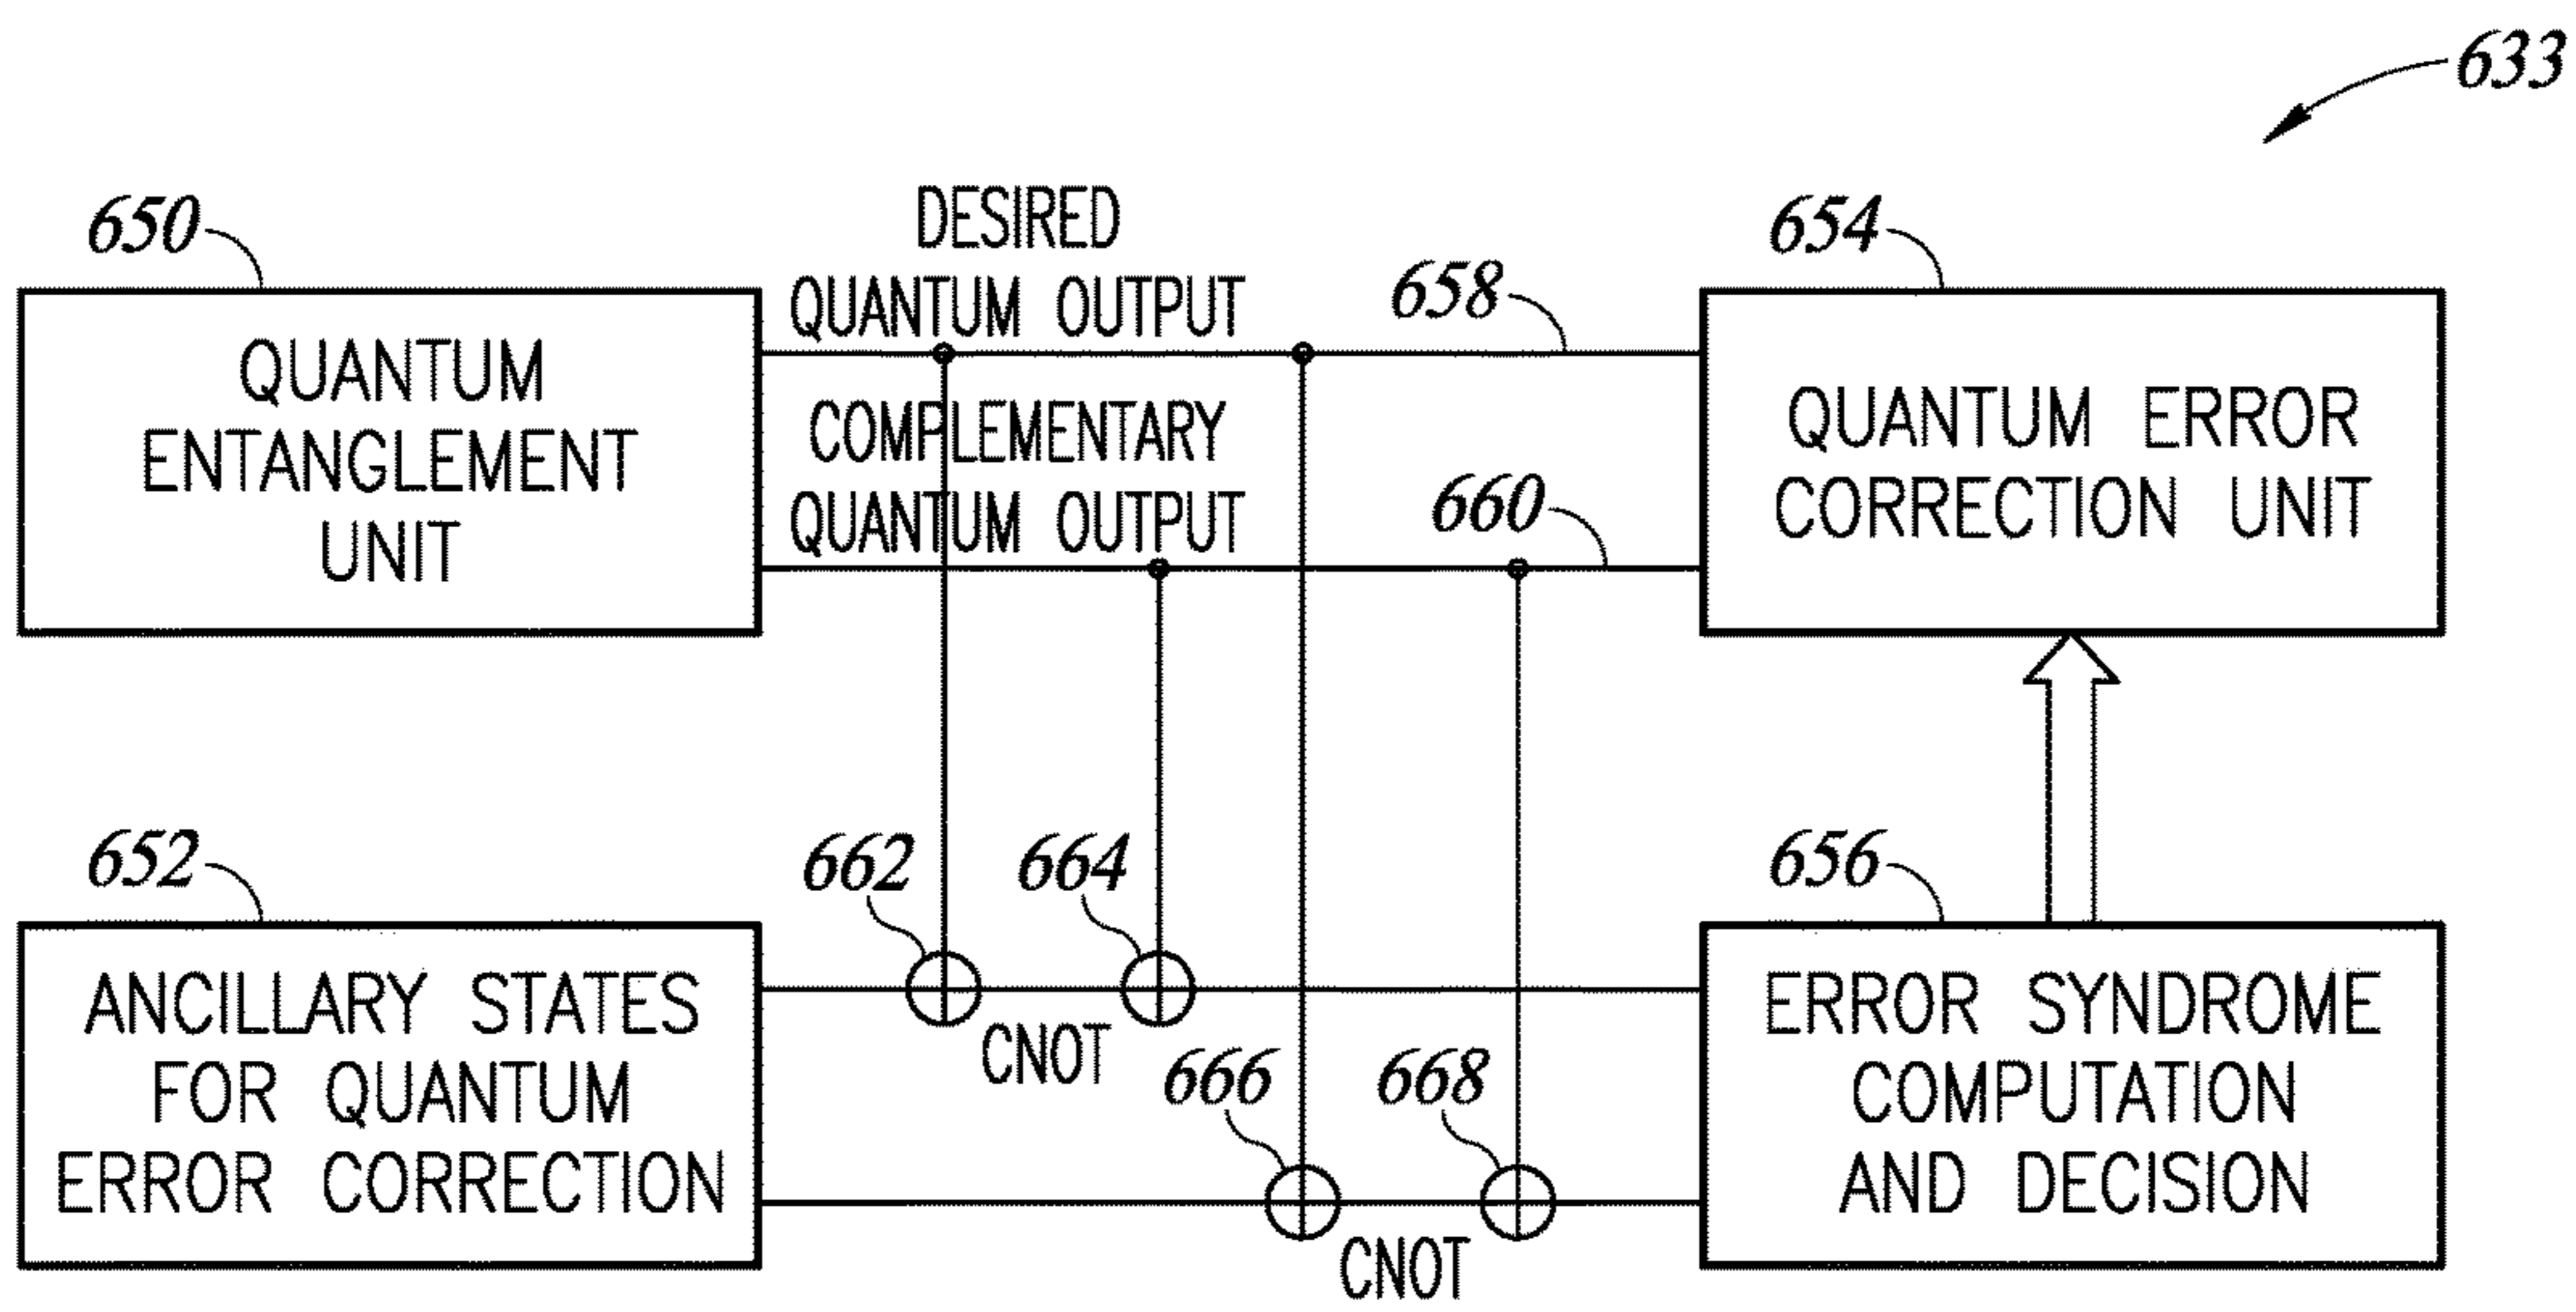 633
650
DESIRED
QUANTUM OUTPUT
658
654
QUANTUM
ENTANGLEMENT
UNIT
COMPLEMENTARY
QUANTUM OUTPUT
660
QUANTUM ERROR
CORRECTION UNIT
652
662
664
656
ANCILLARY STATES
FOR QUANTUM
ERROR CORRECTION
CNOT
666
668
CNOT
ERROR SYNDROME
COMPUTATION
AND DECISION